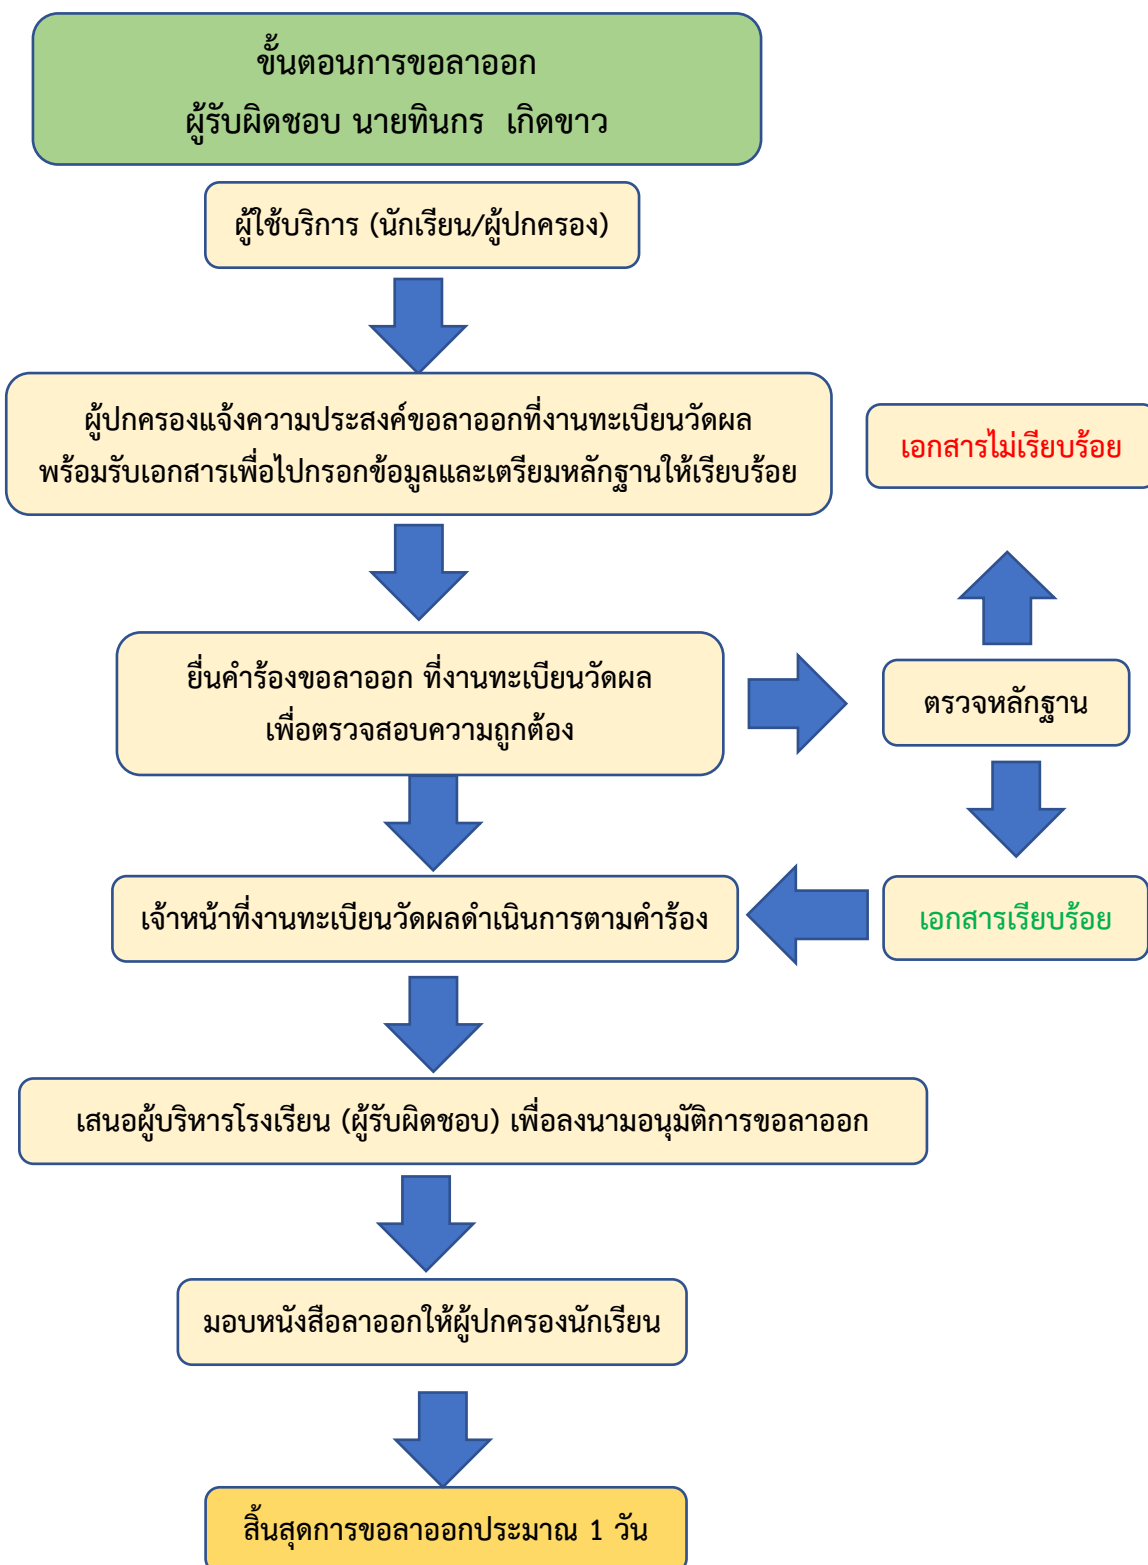 ขั้นตอนการขอลาออก
ผู้รับผิดชอบ นายทินกร เกิดขาว
ผู้ใช้บริการ (นักเรียน/ผู้ปกครอง)
ผู้ปกครองแจ้งความประสงค์ขอลาออกที่งานทะเบียนวัดผล
พร้อมรับเอกสารเพื่อไปกรอกข้อมูลและเตรียมหลักฐานให้เรียบร้อย
เอกสารไม่เรียบร้อย
ยื่นคำร้องขอลาออก ที่งานทะเบียนวัดผล
เพื่อตรวจสอบความถูกต้อง
ตรวจหลักฐาน
เจ้าหน้าที่งานทะเบียนวัดผลดำเนินการตามคำร้อง
เอกสารเรียบร้อย
เสนอผู้บริหารโรงเรียน (ผู้รับผิดชอบ) เพื่อลงนามอนุมัติการขอลาออก
มอบหนังสือลาออกให้ผู้ปกครองนักเรียน
สิ้นสุดการขอลาออกประมาณ 1 วัน